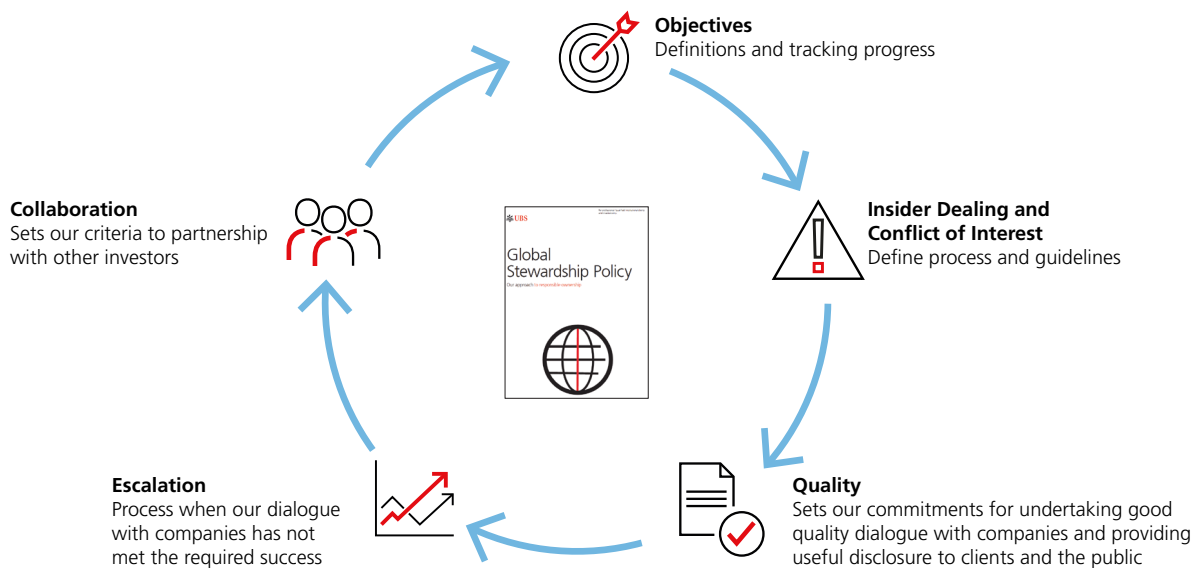 Objectives
Definitions and tracking progress
Insider Dealing and
Conflict of Interest
Define process and guidelines
Quality
Sets our commitments for undertaking good
quality dialogue with companies and providing
useful disclosure to clients and the public
Escalation
Process when our dialogue
with companies has not
met the required success
Collaboration
Sets our criteria to partnership
with other investors
UBS
Global
Stewardship Policy
Our approach to responsible ownership